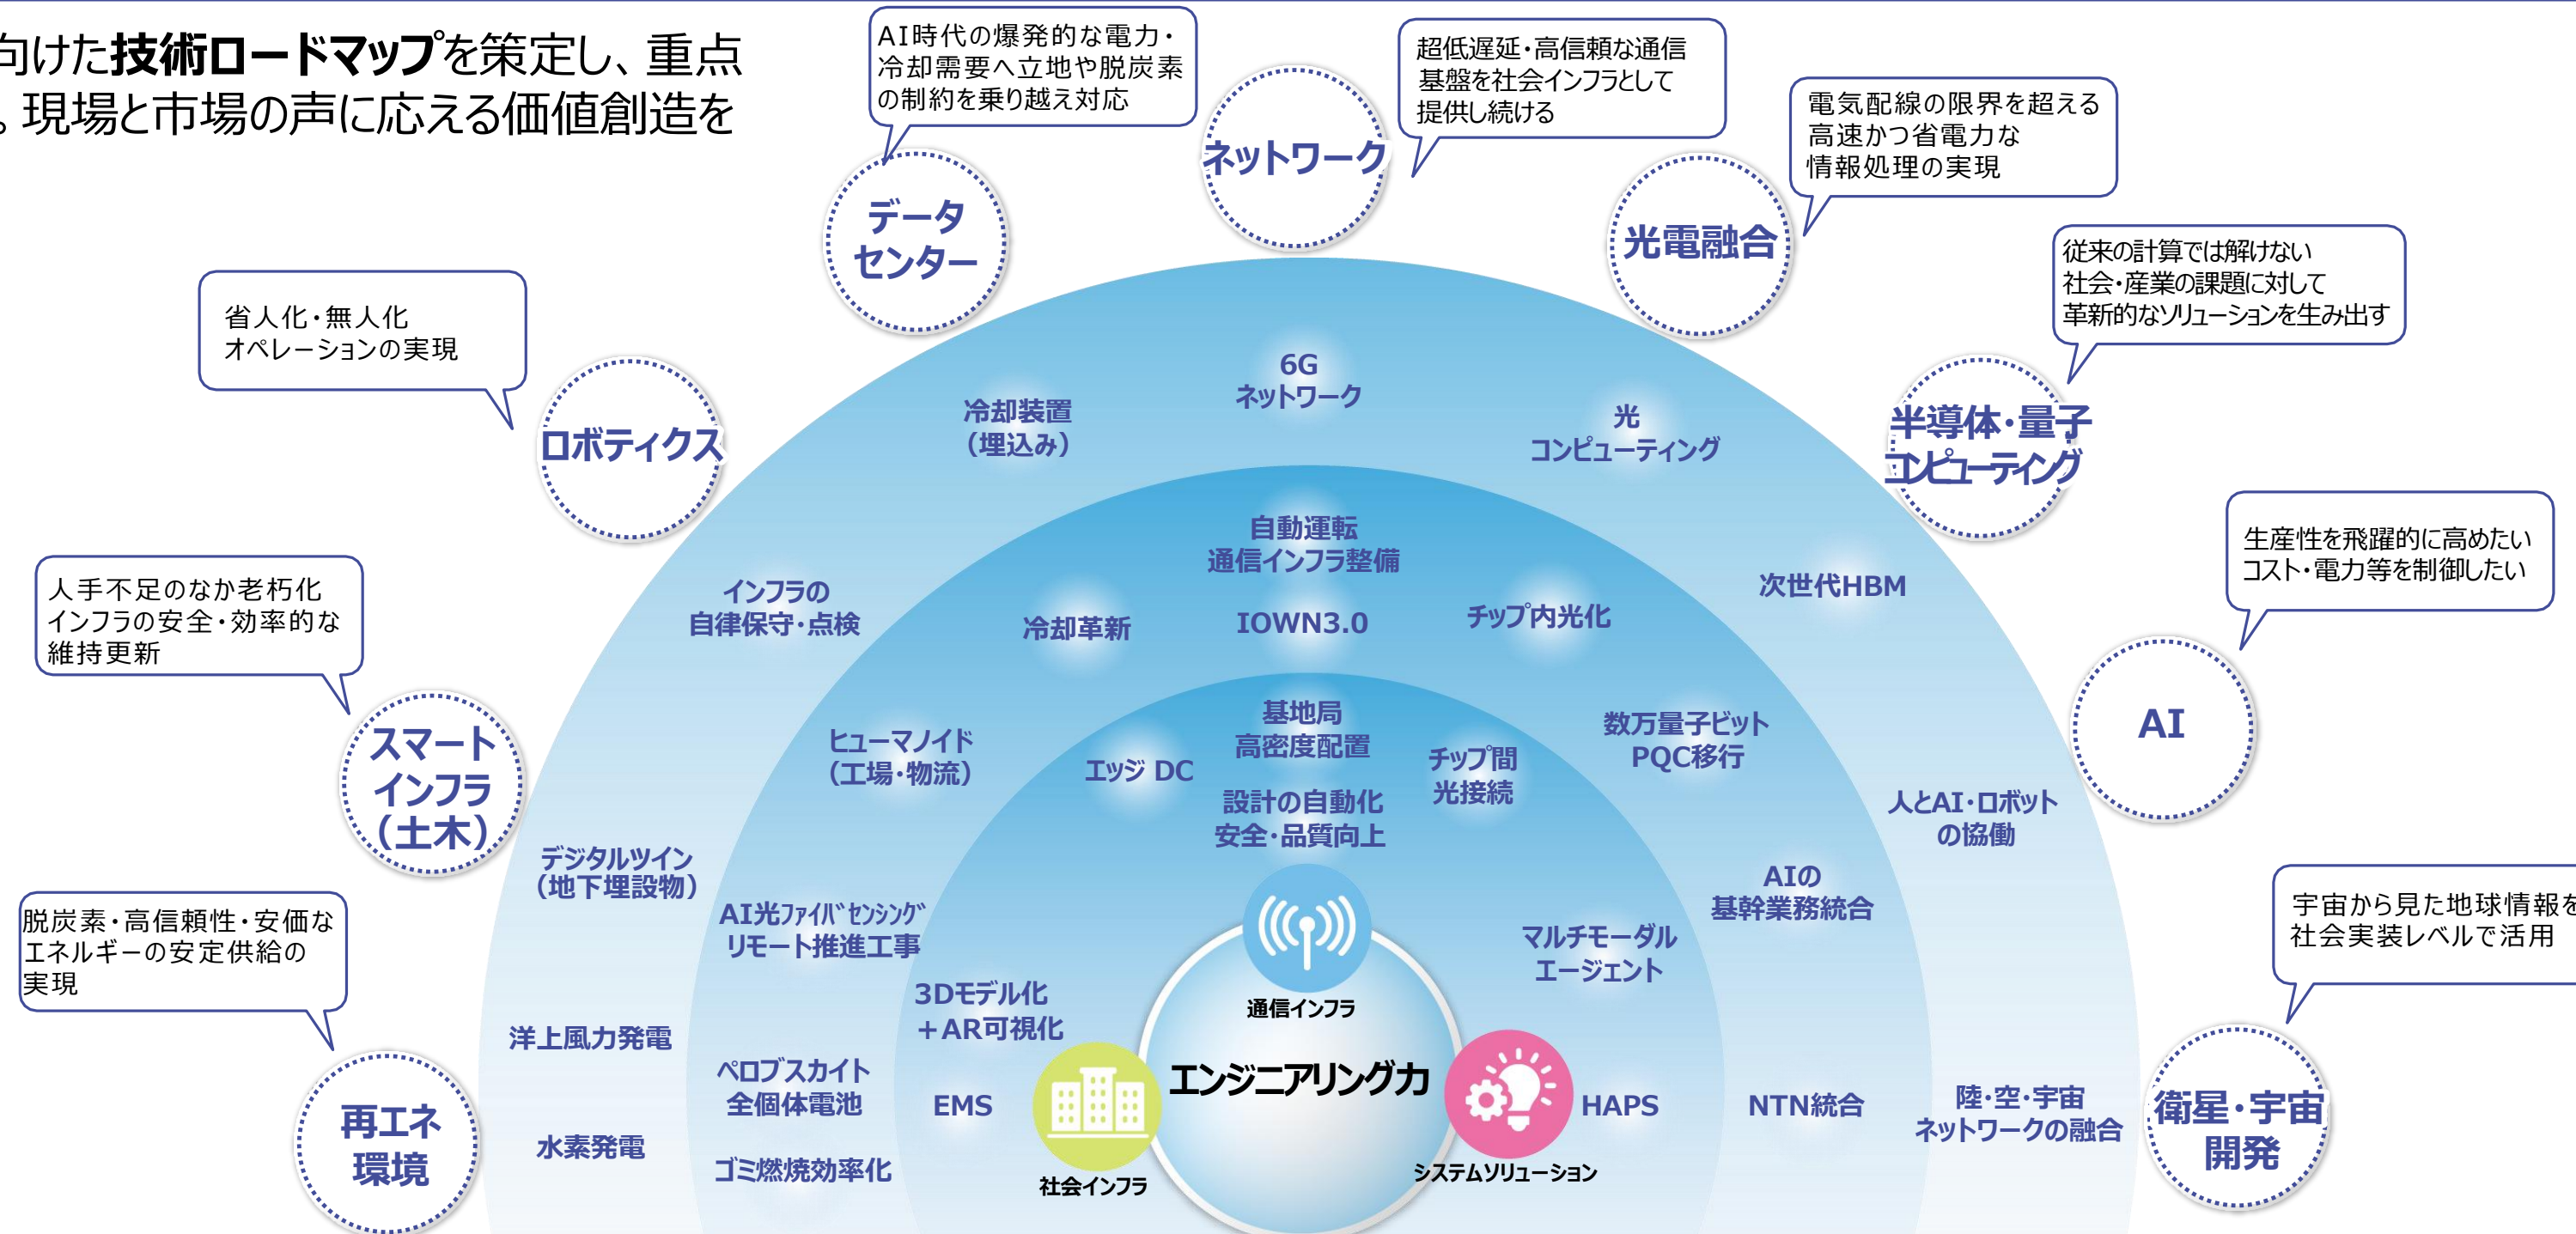 向けた技術ロードマップを策定し、重点
。現場と市場の声に応える価値創造を
AI時代の爆発的な電力・
冷却需要へ立地や脱炭素
の制約を乗り越え対応
超低遅延・高信頼な通信
基盤を社会インフラとして
提供し続ける
電気配線の限界を超える
高速かつ省電力な
情報処理の実現
従来の計算では解けない
社会・産業の課題に対して
革新的なソリューションを生み出す
省人化・無人化
オペレーションの実現
生産性を飛躍的に高めたい
コスト・電力等を制御したい
人手不足のなか老朽化
インフラの安全・効率的な
維持更新
宇宙から見た地球情報を
社会実装レベルで活用
脱炭素・高信頼性・安価な
エネルギーの安定供給の
実現
データ
センター
ネットワーク
光電融合
半導体・量子
コンピューティング
ロボティクス
AI
スマート
インフラ
（土木）
再エネ
環境
衛星・宇宙
開発
冷却装置
（埋込み）
6G
ネットワーク
光
コンピューティング
インフラの
自律保守・点検
次世代HBM
デジタルツイン
（地下埋設物）
人とAI・ロボット
の協働
洋上風力発電
水素発電
陸・空・宇宙
ネットワークの融合
自動運転
通信インフラ整備
IOWN3.0
冷却革新
チップ内光化
ヒューマノイド
（工場・物流）
数万量子ビット
PQC移行
AI光ファイバセンシング
リモート推進工事
AIの
基幹業務統合
ペロブスカイト
全個体電池
ゴミ燃焼効率化
NTN統合
基地局
高密度配置
設計の自動化
安全・品質向上
エッジ DC
チップ間
光接続
3Dモデル化
＋AR可視化
マルチモーダル
エージェント
EMS
HAPS
通信インフラ
エンジニアリング力
社会インフラ
システムソリューション